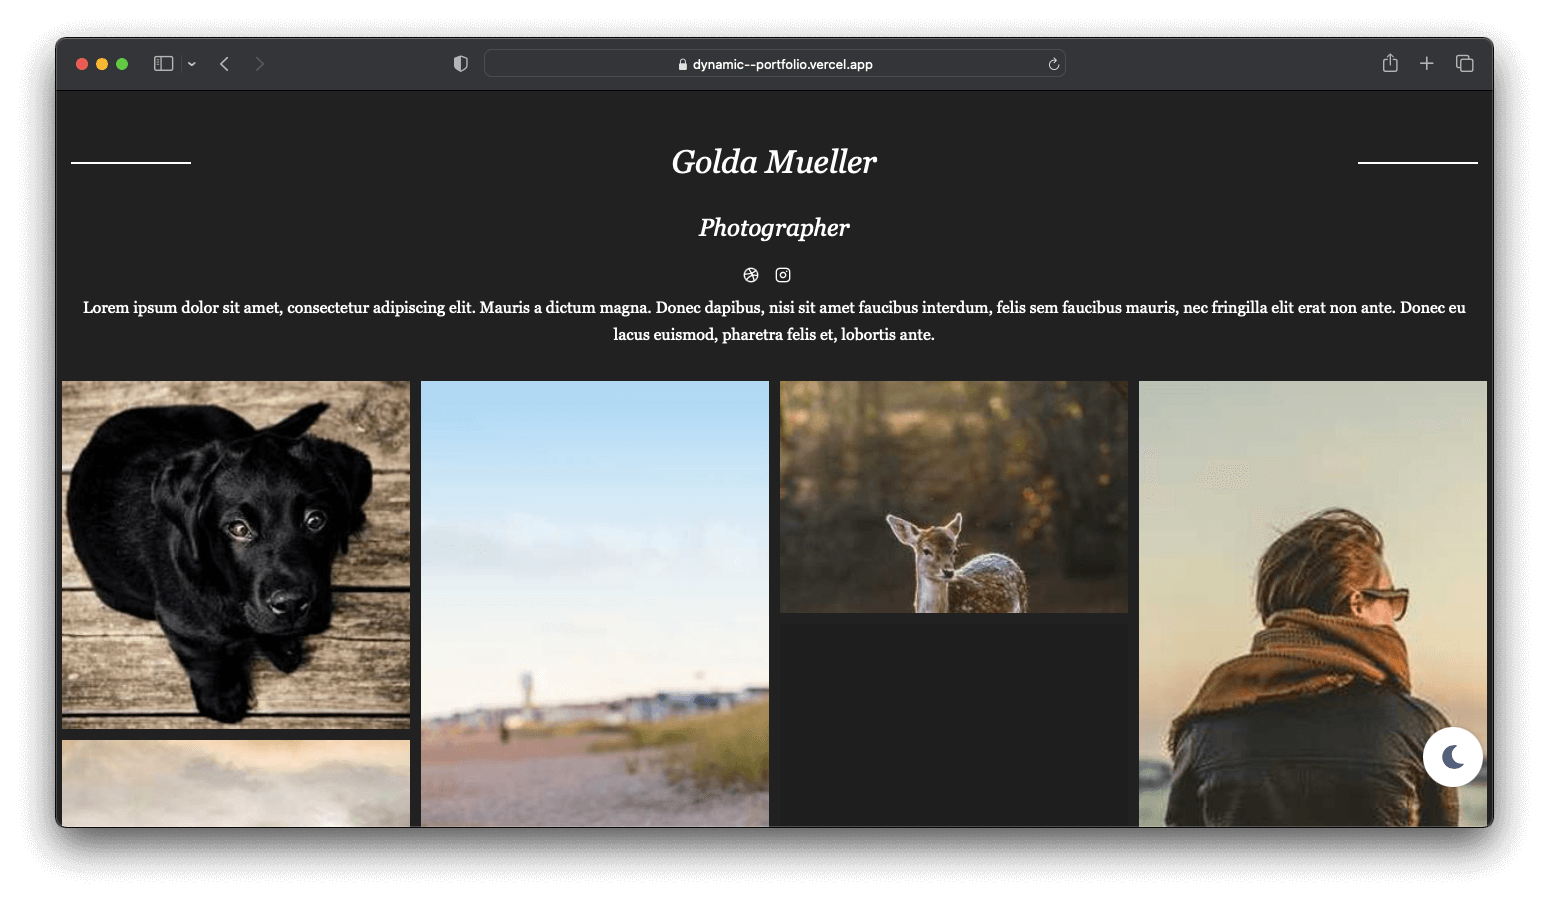 dynamic--portfolio.vercel.app
Golda Mueller
Photographer
Lorem ipsum dolor sit amet, consectetur adipiscing elit. Mauris a dictum magna. Donec dapibus, nisi sit amet faucibus interdum, felis sem faucibus mauris, nec fringilla elit erat non ante. Donec eu
lacus euismod, pharetra felis et, lobortis ante.